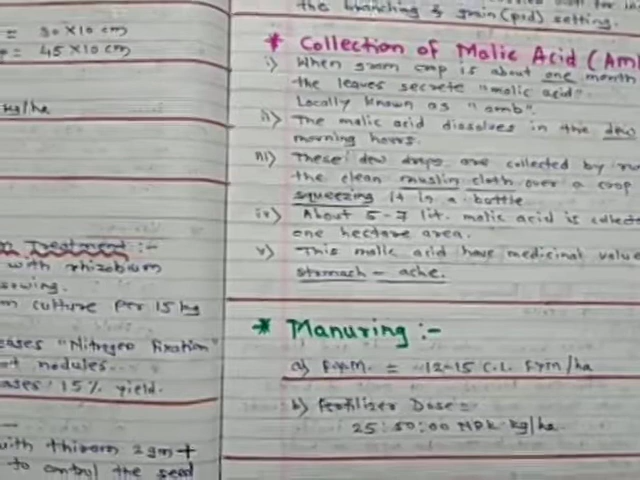 = 30 x 10 cm
= 45 x 10 cm
kg/ha
Treatment :-
with rhizobium
sowing.
culture per 15 kg
"Nitrogen fixation"
nodules.
15% yield.
with thiram 2 gm +
to control the seed
the branching & grain (pod) setting.
* Collection of Malic Acid (Amb
i) When gram crop is about one month
the leaves secrete "malic acid".
Locally known as "amb".
ii) The malic acid dissolves in the dew
morning hours.
iii) These dew drops are collected by
the clean muslin cloth over a crop
squeezing it in a bottle
iv) About 5-7 lit. malic acid is
one hectare area.
v) This malic acid have medicinal value
stomach-ache.
* Manuring :-
a) F.Y.M. = 12-15 C.L. FYM/ha
b) Fertilizer Dose =
25:50:00 NPK kg/ha.